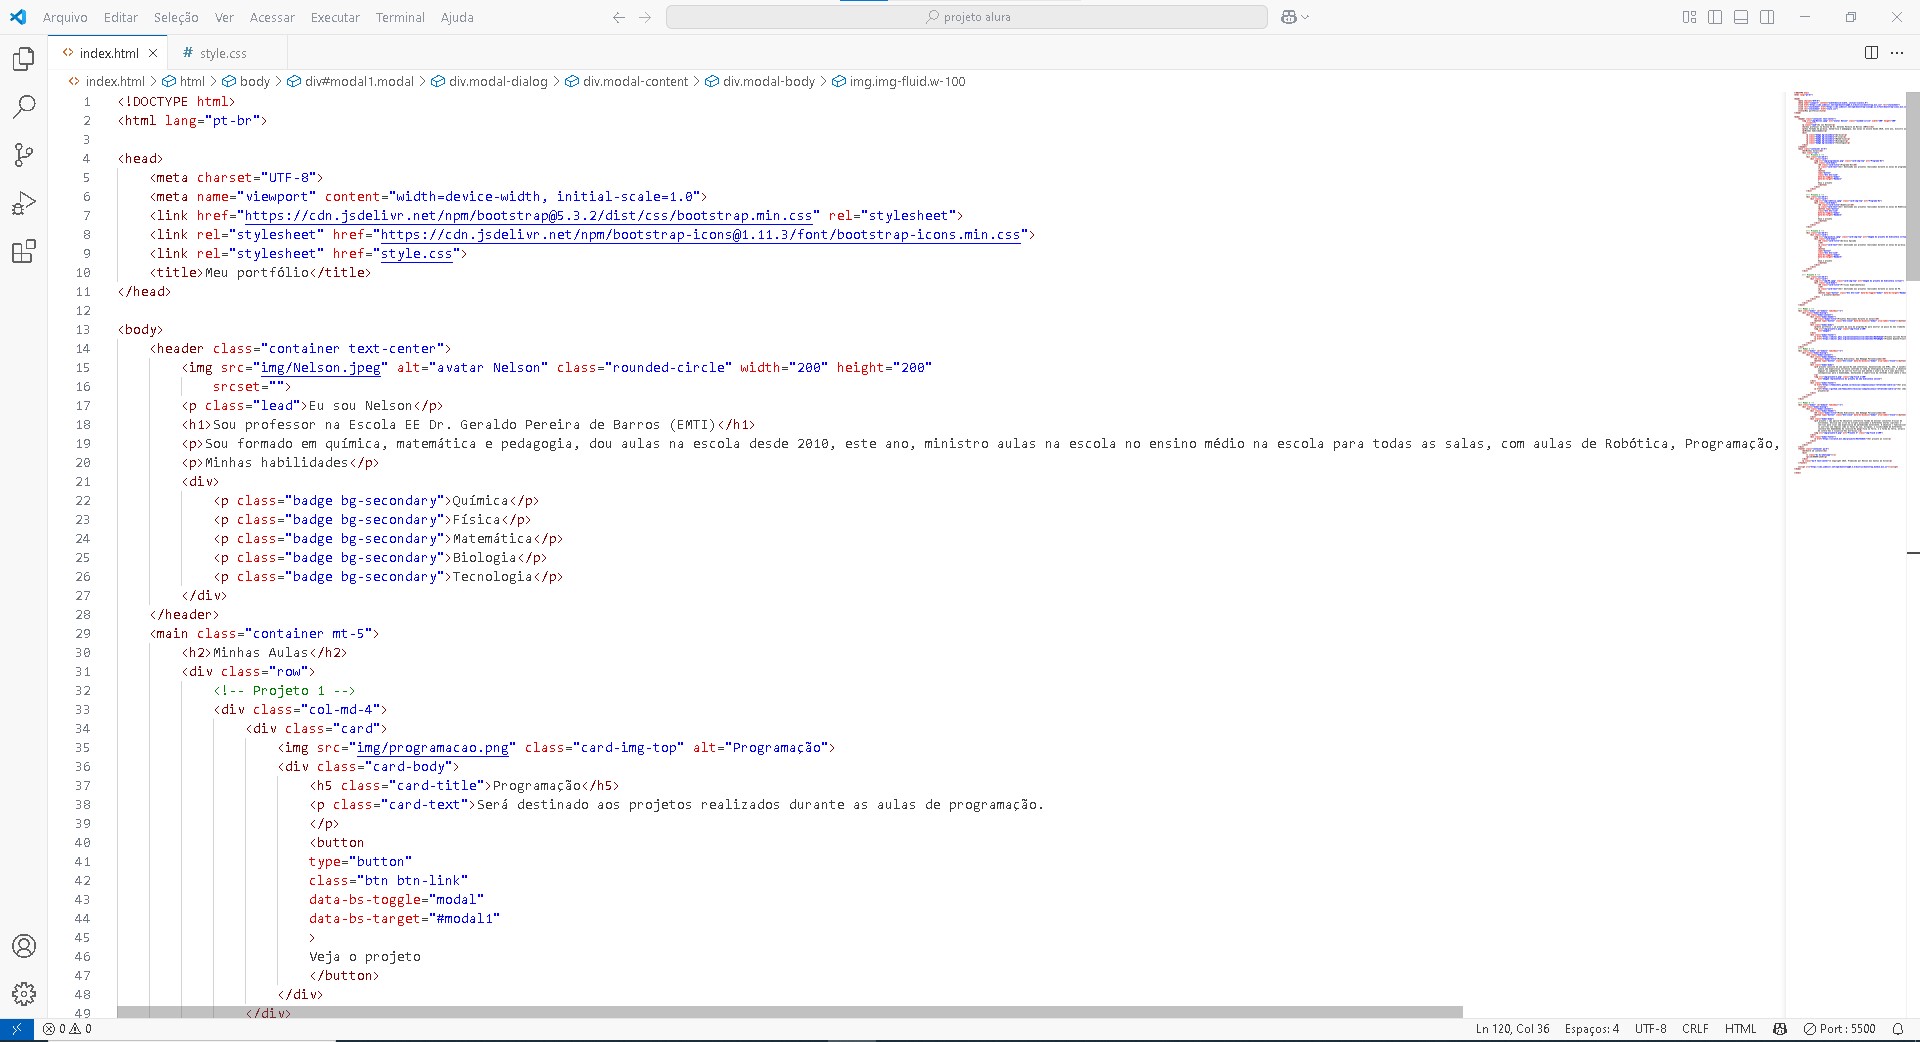 Arquivo Editar Seleção Ver Acessar Executar Terminal Ajuda projeto alura
index.html # style.css
index.html > html > body > div#modal1.modal > div.modal-dialog > div.modal-content > div.modal-body > img.img-fluid.w-100
1 <!DOCTYPE html>
2 <html lang="pt-br">
3
4 <head>
5 <meta charset="UTF-8">
6 <meta name="viewport" content="width=device-width, initial-scale=1.0">
7 <link href="https://cdn.jsdelivr.net/npm/bootstrap@5.3.2/dist/css/bootstrap.min.css" rel="stylesheet">
8 <link rel="stylesheet" href="https://cdn.jsdelivr.net/npm/bootstrap-icons@1.11.3/font/bootstrap-icons.min.css">
9 <link rel="stylesheet" href="style.css">
10 <title>Meu portfólio</title>
11 </head>
12
13 <body>
14 <header class="container text-center">
15 <img src="img/Nelson.jpeg" alt="avatar Nelson" class="rounded-circle" width="200" height="200"
16 srcset="">
17 <p class="lead">Eu sou Nelson</p>
18 <h1>Sou professor na Escola EE Dr. Geraldo Pereira de Barros (EMTI)</h1>
19 <p>Sou formado em química, matemática e pedagogia, dou aulas na escola desde 2010, este ano, ministro aulas na escola no ensino médio na escola para todas as salas, com aulas de Robótica, Programação,
20 <p>Minhas habilidades</p>
21 <div>
22 <p class="badge bg-secondary">Química</p>
23 <p class="badge bg-secondary">Física</p>
24 <p class="badge bg-secondary">Matemática</p>
25 <p class="badge bg-secondary">Biologia</p>
26 <p class="badge bg-secondary">Tecnologia</p>
27 </div>
28 </header>
29 <main class="container mt-5">
30 <h2>Minhas Aulas</h2>
31 <div class="row">
32 <!-- Projeto 1 -->
33 <div class="col-md-4">
34 <div class="card">
35 <img src="img/programacao.png" class="card-img-top" alt="Programação">
36 <div class="card-body">
37 <h5 class="card-title">Programação</h5>
38 <p class="card-text">Será destinado aos projetos realizados durante as aulas de programação.
39 </p>
40 <button
41 type="button"
42 class="btn btn-link"
43 data-bs-toggle="modal"
44 data-bs-target="#modal1"
45 >
46 Veja o projeto
47 </button>
48 </div>
49 </div>
0 0 Ln 120, Col 36 Espaços: 4 UTF-8 CRLF HTML Port : 5500